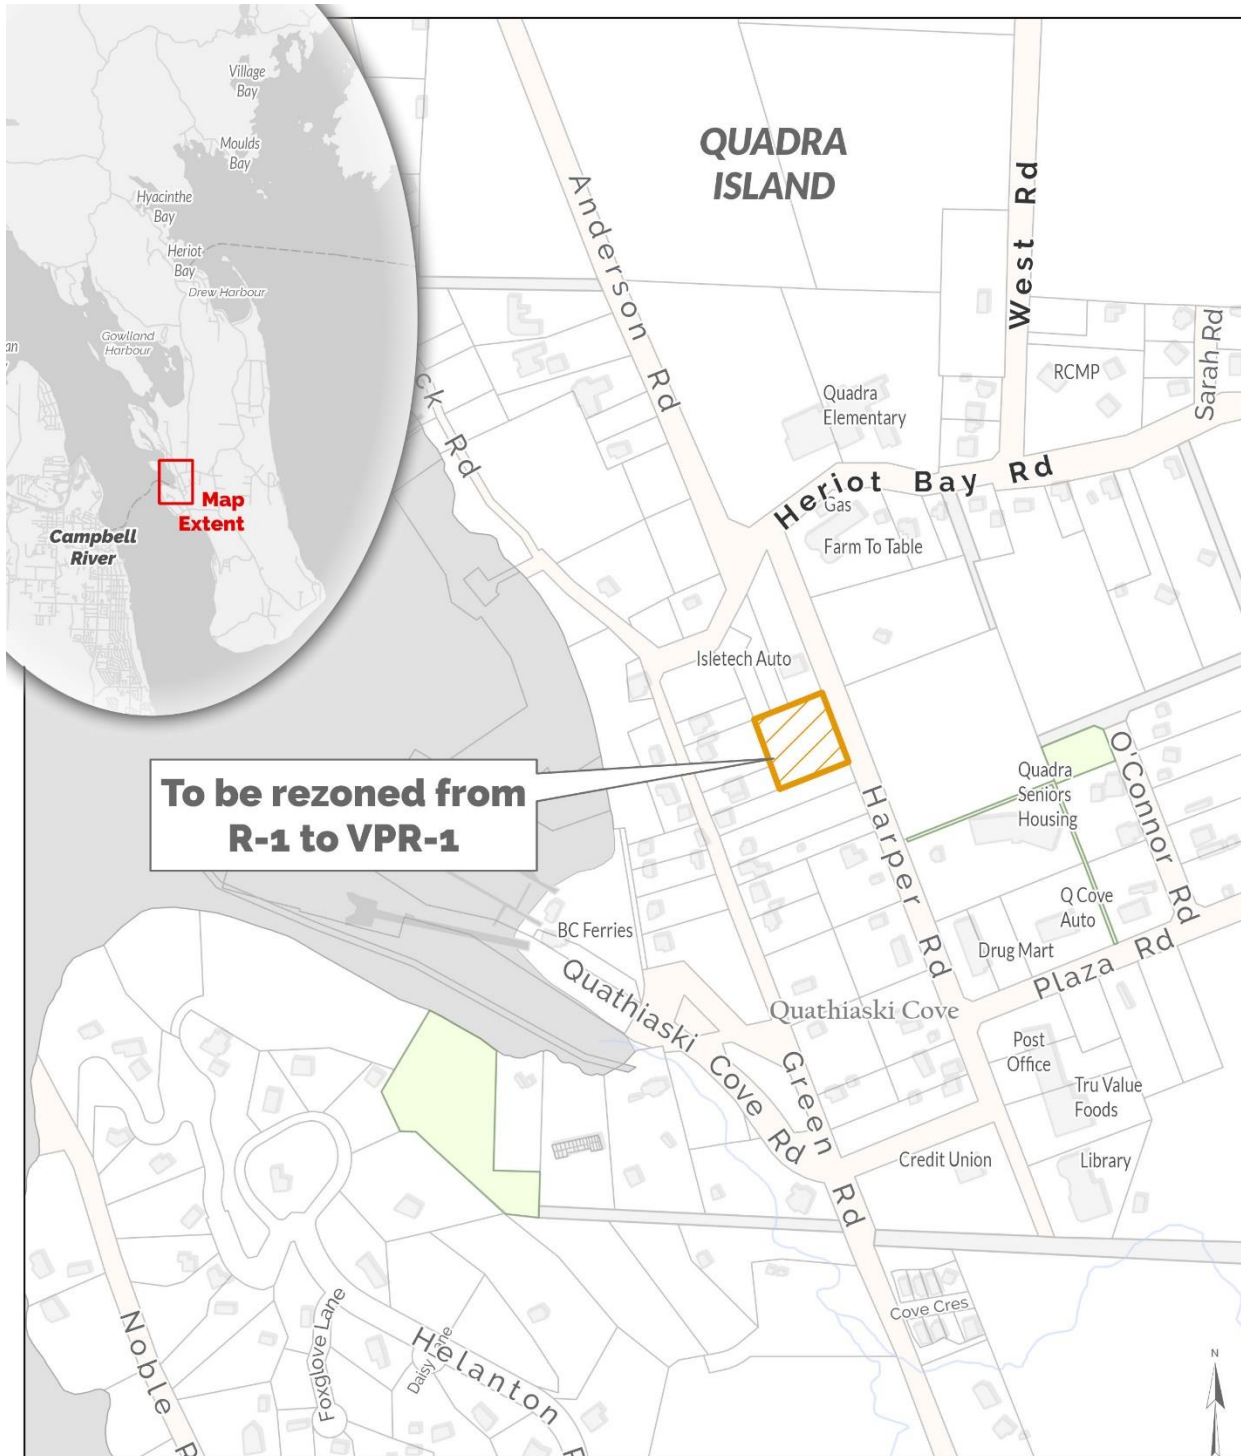 Village
Bay
Moulds
Bay
Hyacinthe
Bay
Heriot
Bay
Drew Harbour
Gowlland
Harbour
Map
Extent
Campbell
River
QUADRA
ISLAND
Anderson Rd
West Rd
Sarah Rd
RCMP
Quadra
Elementary
Heriot Bay Rd
Gas
Farm To Table
ck Rd
Isletech Auto
To be rezoned from
R-1 to VPR-1
Harper Rd
Quadra
Seniors
Housing
O'Connor Rd
Q Cove
Auto
Drug Mart
Plaza Rd
BC Ferries
Quathiaski Cove Rd
Quathiaski Cove
Green Rd
Post
Office
Tru Value
Foods
Credit Union
Library
Cove Cres
Noble
Foxglove Lane
Helanton
N